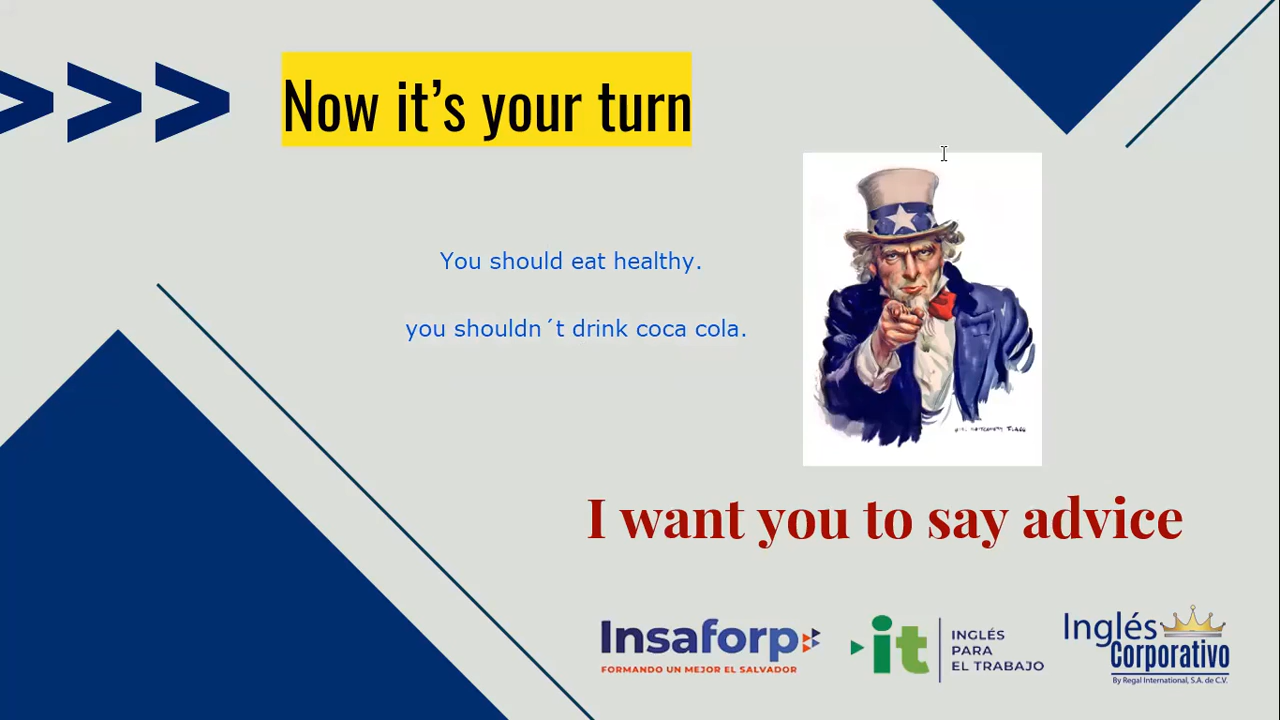 >>> Now it's your turn
You should eat healthy.
you shouldn´t drink coca cola.
I want you to say advice
Insaforp
FORMANDO UN MEJOR EL SALVADOR
it
INGLÉS
PARA
EL TRABAJO
Inglés
Corporativo
By Regal International, S.A. de C.V.